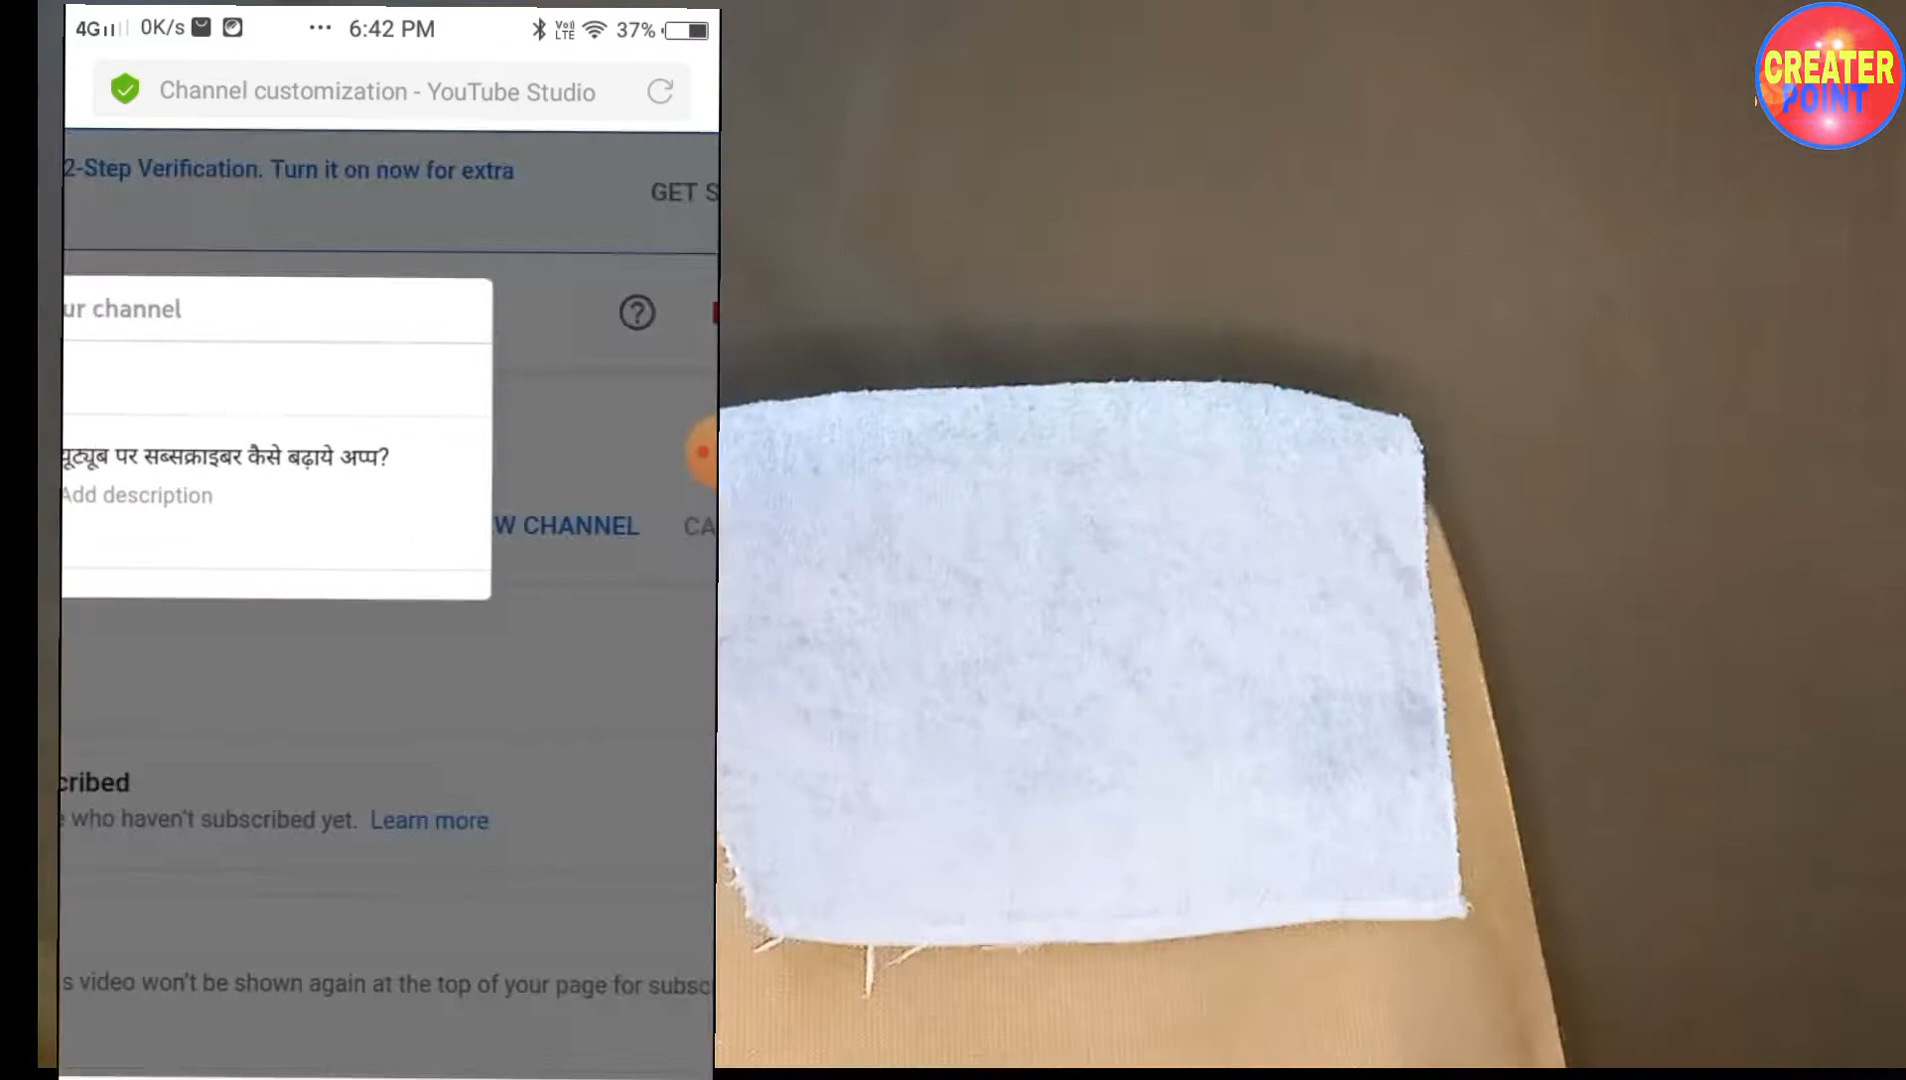 4G 0K/s ... 6:42 PM Vo) LTE 37%
Channel customization - YouTube Studio
2-Step Verification. Turn it on now for extra
GET S
ur channel
यूट्यूब पर सब्सक्राइबर कैसे बढ़ाये अप्प?
Add description
W CHANNEL CA
cribed
who haven't subscribed yet. Learn more
s video won't be shown again at the top of your page for subsc
CREATER
POINT